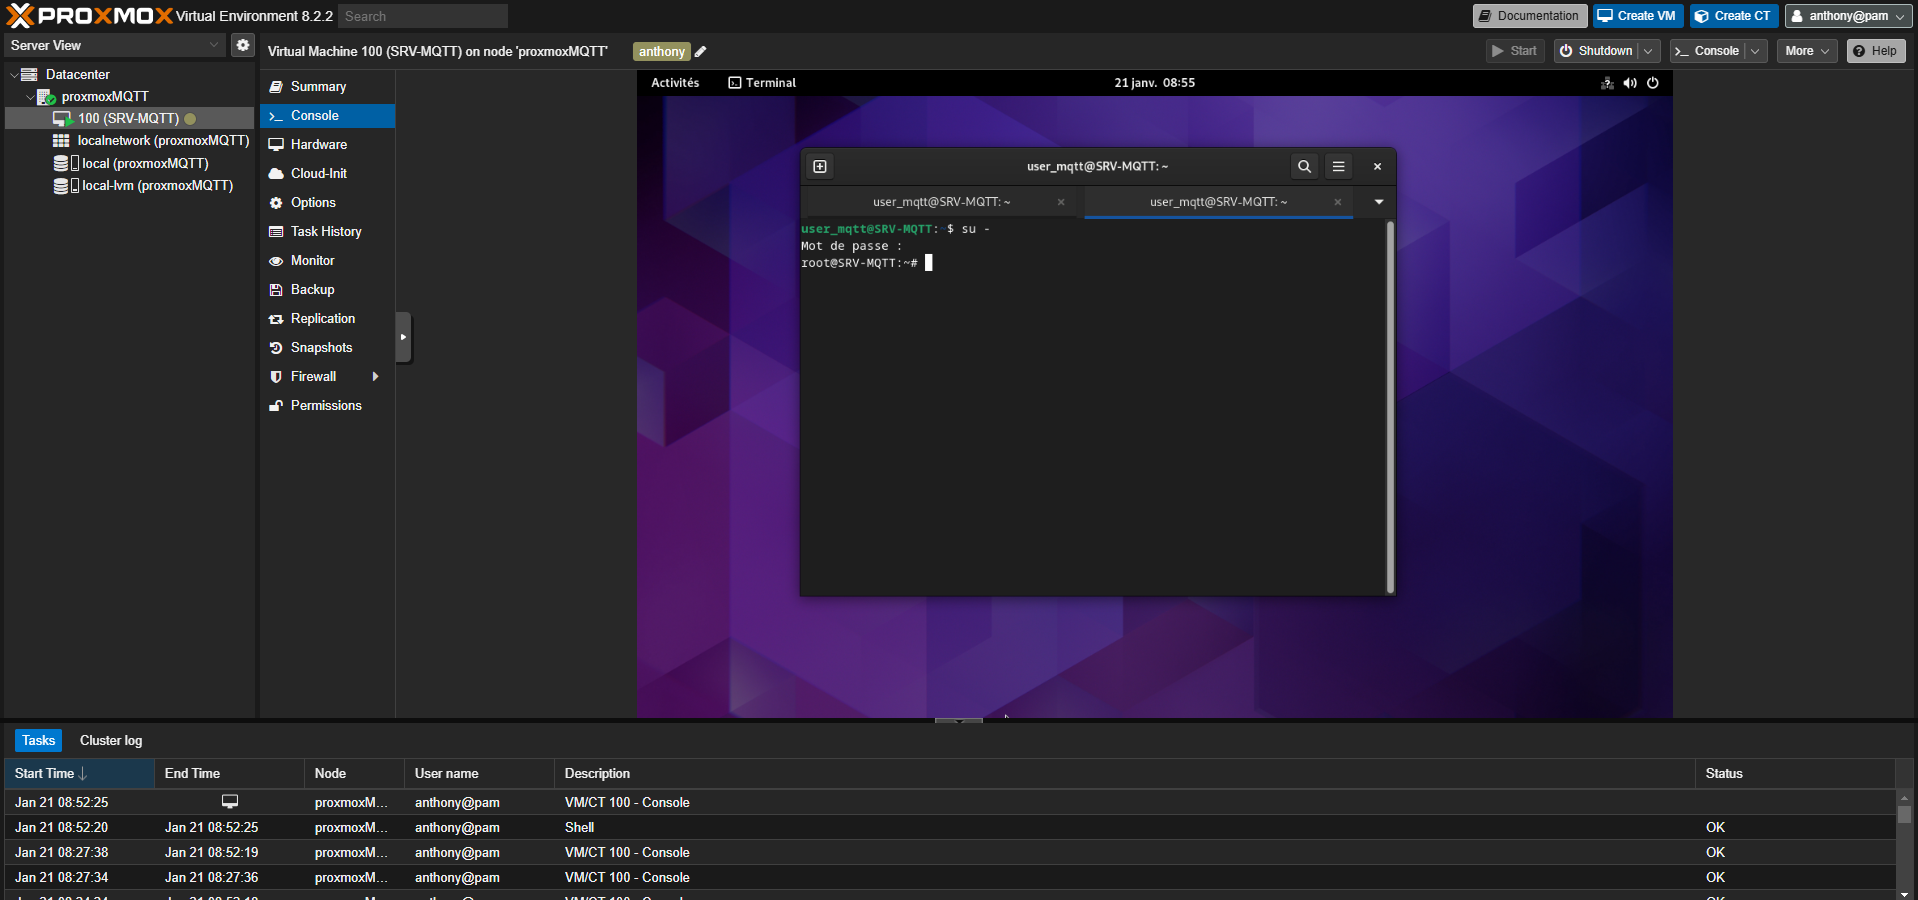 PROXMOX Virtual Environment 8.2.2 Search Documentation Create VM Create CT anthony@pam
Server View
Datacenter
proxmoxMQTT
100 (SRV-MQTT)
localnetwork (proxmoxMQTT)
local (proxmoxMQTT)
local-lvm (proxmoxMQTT)
Virtual Machine 100 (SRV-MQTT) on node 'proxmoxMQTT' anthony Start Shutdown Console More Help
Summary
Console
Hardware
Cloud-Init
Options
Task History
Monitor
Backup
Replication
Snapshots
Firewall
Permissions
Activités Terminal 21 janv. 08:55
user_mqtt@SRV-MQTT: ~
user_mqtt@SRV-MQTT: ~ user_mqtt@SRV-MQTT: ~
user_mqtt@SRV-MQTT:~$ su -
Mot de passe :
root@SRV-MQTT:~#
Tasks Cluster log
Start Time End Time Node User name Description Status
Jan 21 08:52:25 proxmoxM... anthony@pam VM/CT 100 - Console
Jan 21 08:52:20 Jan 21 08:52:25 proxmoxM... anthony@pam Shell OK
Jan 21 08:27:38 Jan 21 08:52:19 proxmoxM... anthony@pam VM/CT 100 - Console OK
Jan 21 08:27:34 Jan 21 08:27:36 proxmoxM... anthony@pam VM/CT 100 - Console OK